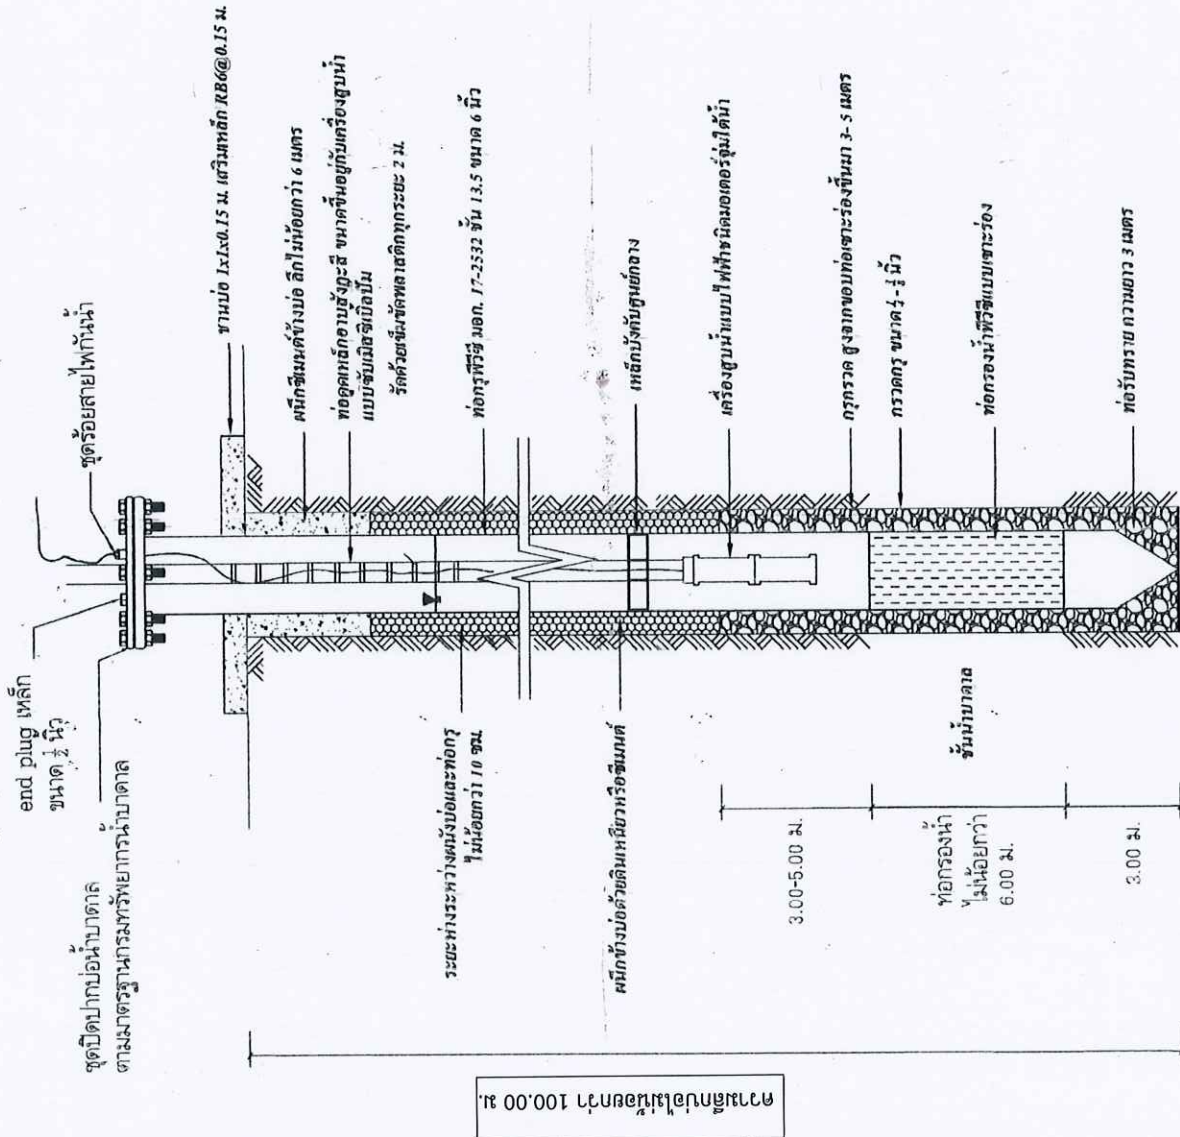 end plug เหล็ก
ขนาด ½ นิ้ว
ชุดปิดปากบ่อน้ำบาดาล
ตามมาตรฐานกรมทรัพยากรน้ำบาดาล
ชุดร้อยสายไฟกันน้ำ
ชานบ่อ 1x1x0.15 ม. เสริมเหล็ก RB6@0.15 ม.
ผนึกซีเมนต์ข้างบ่อ ลึกไม่น้อยกว่า 6 เมตร
ท่อดูดเหล็กอาบสังกะสี ขนาดขึ้นอยู่กับเครื่องสูบน้ำ
แบบซับเมิสซิเบิลปั๊ม
รัดด้วยเข็มขัดพลาสติกทุกระยะ 2 ม.
ท่อกรุพีวีซี มอก. 17-2532 ชั้น 13.5 ขนาด 6 นิ้ว
เหล็กบังคับศูนย์กลาง
เครื่องสูบน้ำแบบไฟฟ้าชนิดมอเตอร์จุ่มใต้น้ำ
กรุกรวด สูงจากขอบท่อเซาะร่องขึ้นมา 3- 5 เมตร
กรวดกรุ ขนาด นิ้ว
ท่อกรองน้ำพีวีซีแบบเซาะร่อง
ท่อรับทราย ความยาว 3 เมตร
ระยะห่างระหว่างผนังบ่อและท่อกรุ
ไม่น้อยกว่า 10 ซม.
ผนึกข้างบ่อด้วยดินเหนียวหรือซีเมนต์
ชั้นน้ำบาดาล
3.00-5.00 ม.
ท่อกรองน้ำ
ไม่น้อยกว่า
6.00 ม.
3.00 ม.
ความลึกบ่อไม่น้อยกว่า 100.00 ม.